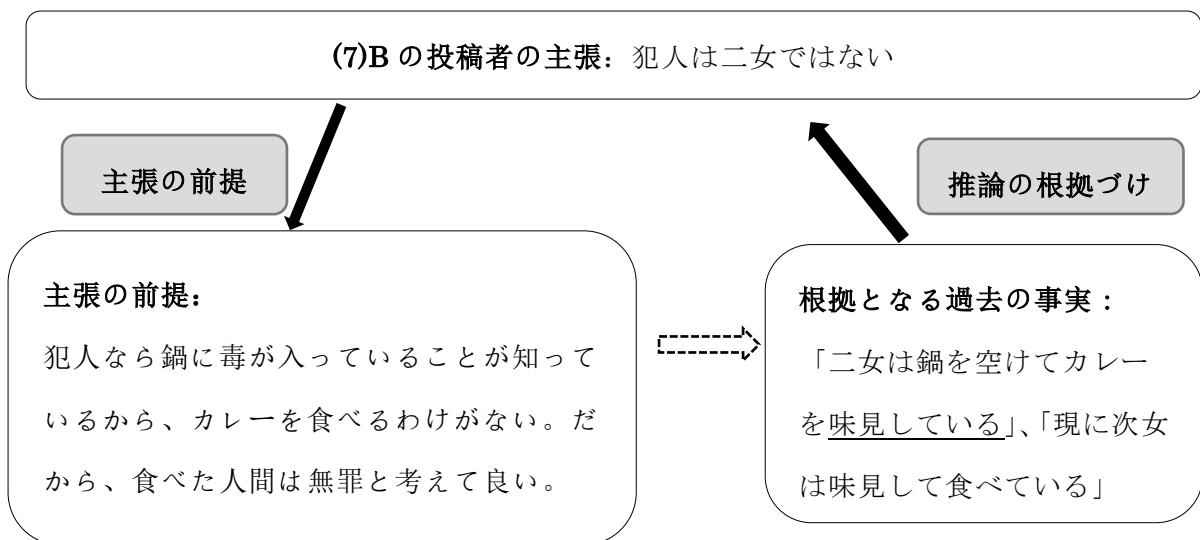 (7)B の投稿者の主張: 犯人は二女ではない
主張の前提
推論の根拠づけ
主張の前提:
犯人なら鍋に毒が入っていることが知って
いるから、カレーを食べるわけがない。だ
から、食べた人間は無罪と考えて良い。
根拠となる過去の事実:
「二女は鍋を空けてカレー
を味見している」、「現に次女
は味見して食べている」